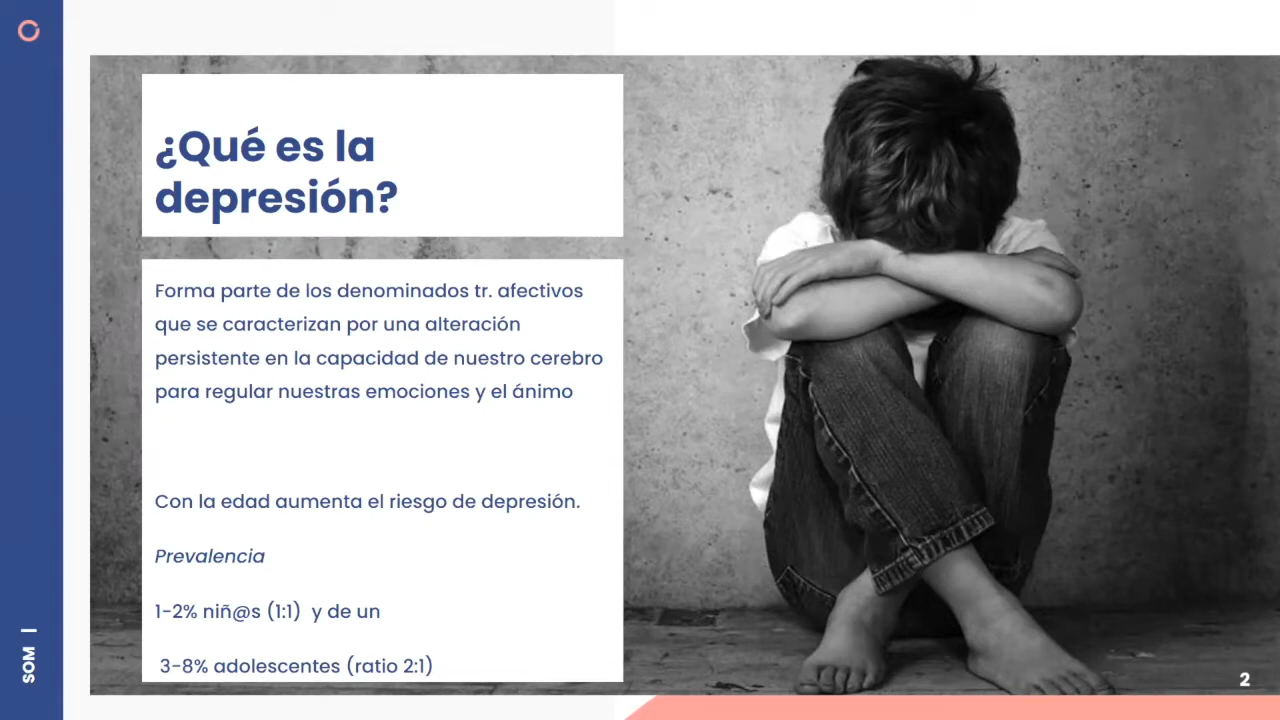 ¿Qué es la
depresión?
Forma parte de los denominados tr. afectivos
que se caracterizan por una alteración
persistente en la capacidad de nuestro cerebro
para regular nuestras emociones y el ánimo
Con la edad aumenta el riesgo de depresión.
Prevalencia
1-2% niñ@s (1:1) y de un
3-8% adolescentes (ratio 2:1)
SOM |
2